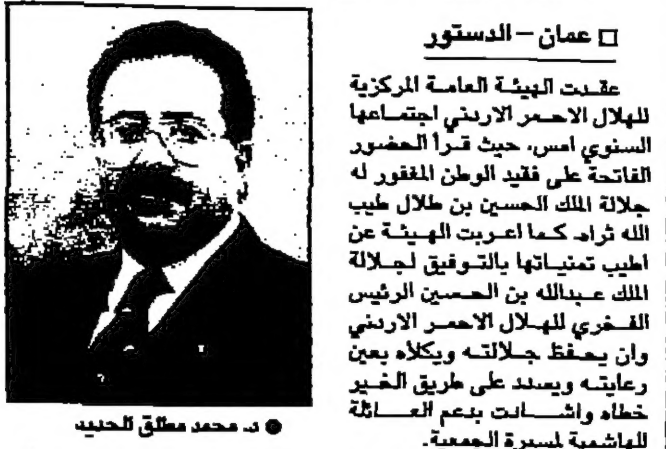 □ عمان – الدستور
عقدت الهيئة العامة المركزية
للهلال الاحمر الاردني اجتماعها
السنوي امس، حيث قرأ الحضور
الفاتحة على فقيد الوطن المغفور له
جلالة الملك الحسين بن طلال طيب
الله ثراه. كما اعربت الهيئة عن
اطيب تمنياتها بالتوفيق لجلالة
الملك عبدالله بن الحسين الرئيس
الفخري للهلال الاحمر الاردني
وان يحفظ جلالته ويكلأه بعين
رعايته ويسدد على طريق الخير
خطاه واشادت بدعم العائلة
الهاشمية لمسيرة الجمعية.
د. محمد مطلق الحديد